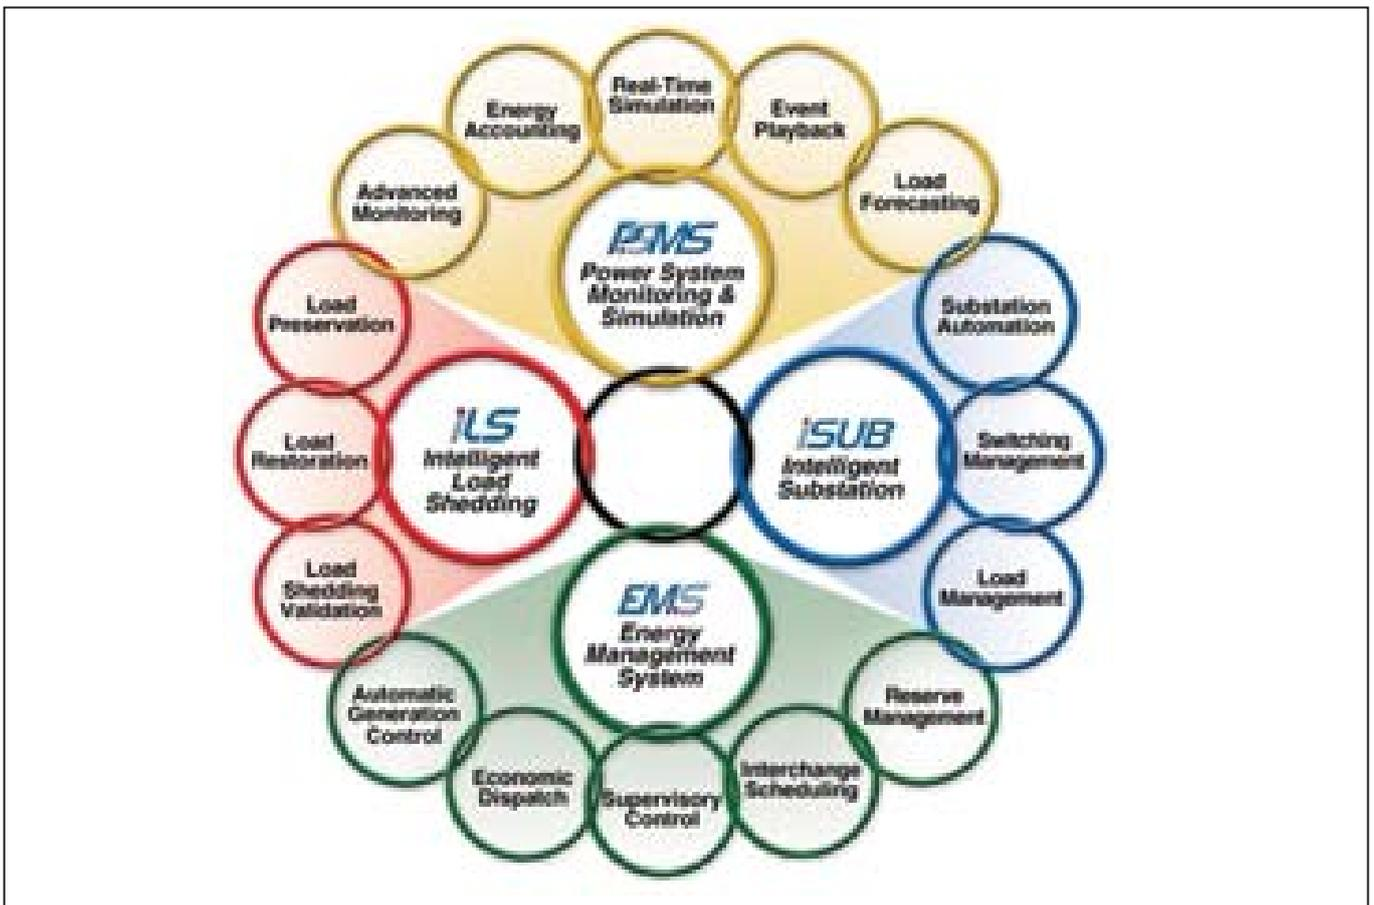 Real-Time
Simulation
Energy
Accounting
Event
Playback
Advanced
Monitoring
Load
Forecasting
PSMS
Power System
Monitoring &
Simulation
Load
Preservation
Substation
Automation
iLS
Intelligent
Load
Shedding
iSUB
Intelligent
Substation
Load
Restoration
Switching
Management
Load
Shedding
Validation
Load
Management
EMS
Energy
Management
System
Automatic
Generation
Control
Reserve
Management
Economic
Dispatch
Supervisory
Control
Interchange
Scheduling